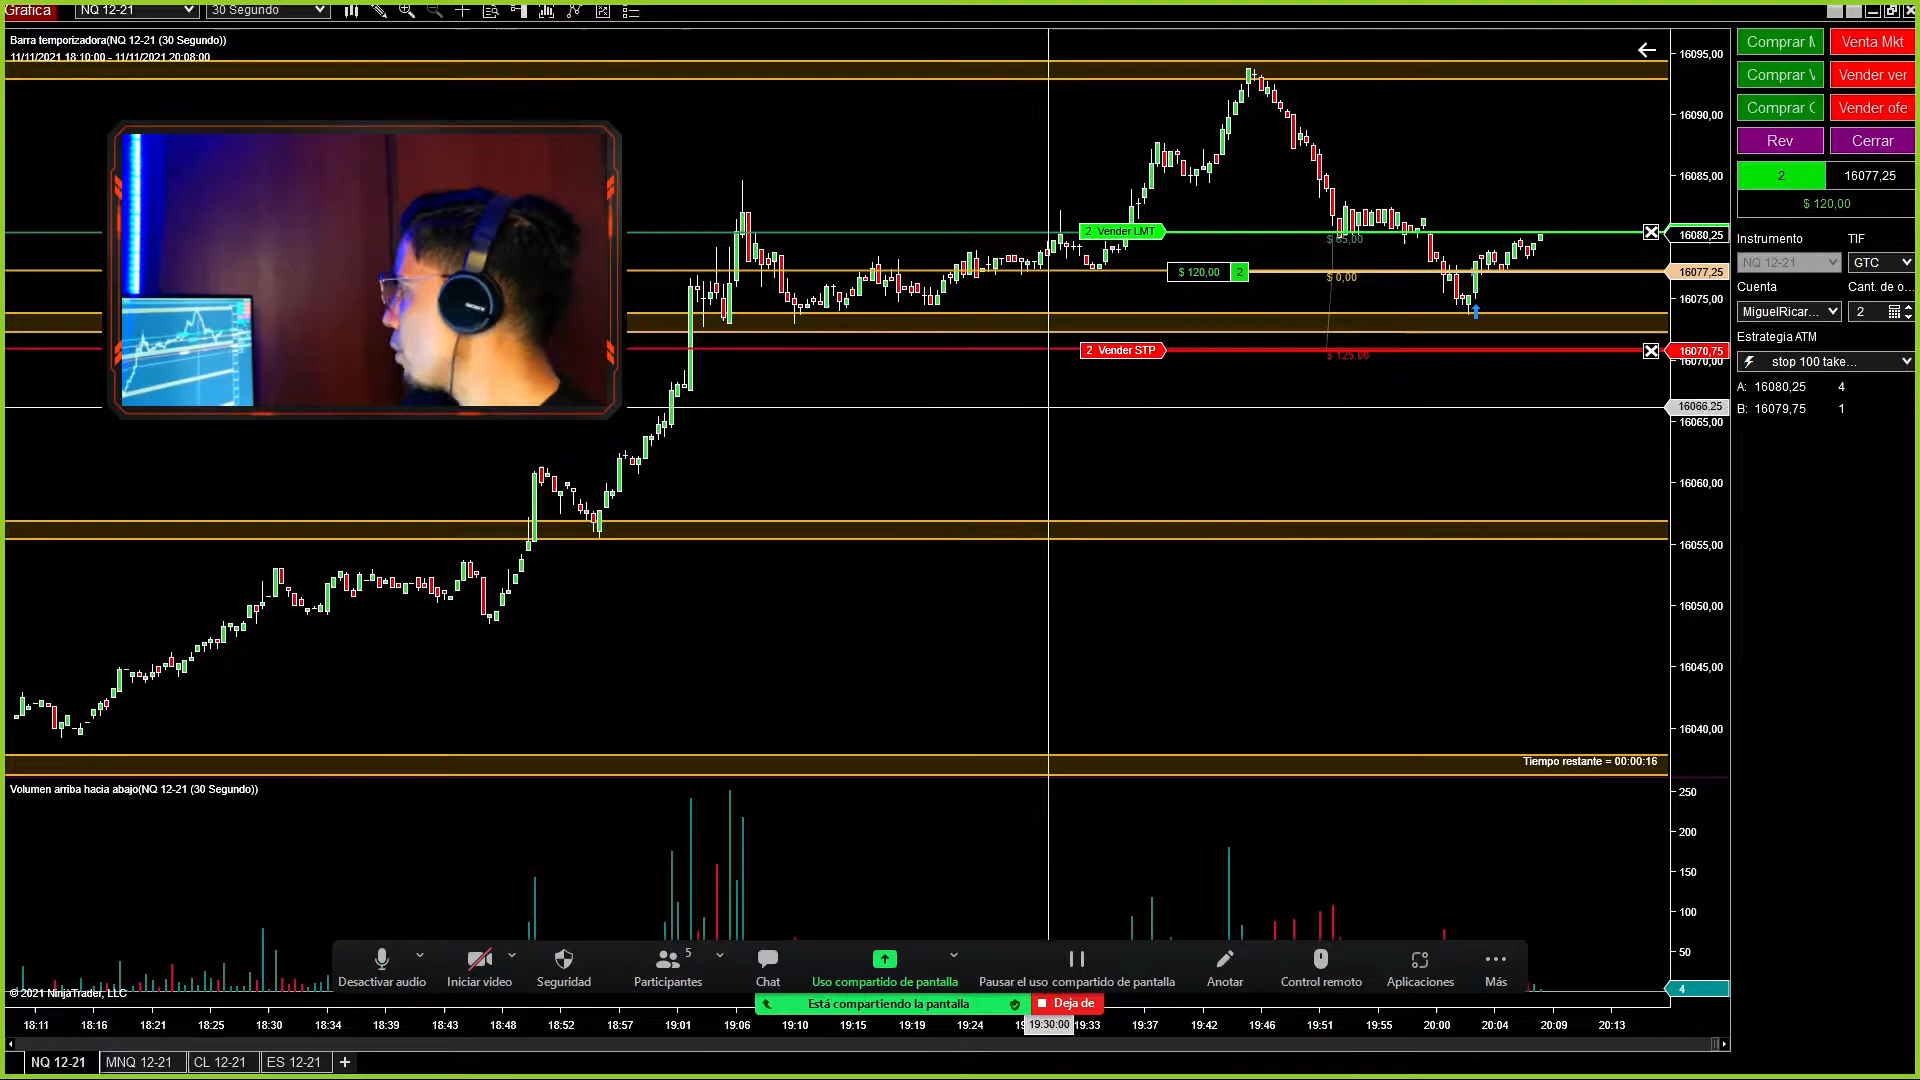 Grafica
NQ 12-21
30 Segundo
Barra temporizadora(NQ 12-21 (30 Segundo))
11/11/2021 18:10:00 - 11/11/2021 20:08:00
2 Vender LMT
$ 65,00
$ 120,00 2
$ 0,00
2 Vender STP
$ 125,00
Tiempo restante = 00:00:16
16095,00
16090,00
16085,00
16080,25
16077,25
16075,00
16070,75
16070,00
16066,25
16065,00
16060,00
16055,00
16050,00
16045,00
16040,00
Venta Mkt
Comprar
Vender ver
Comprar
Vender ofe
Rev
Cerrar
2
16077,25
$ 120,00
Instrumento
TIF
NQ 12-21
GTC
Cuenta
Cant. de o...
MiguelRicar...
2
Estrategia ATM
stop 100 take...
A: 16080,25 4
B: 16079,75 1
Volumen arriba hacia abajo(NQ 12-21 (30 Segundo))
250
200
150
100
50
4
© 2021 NinjaTrader, LLC
Desactivar audio
Iniciar video
Seguridad
5
Participantes
Chat
Uso compartido de pantalla
Pausar el uso compartido de pantalla
Anotar
Control remoto
Aplicaciones
Más
Está compartiendo la pantalla
Deja de
18:11 18:16 18:21 18:25 18:30 18:34 18:39 18:43 18:48 18:52 18:57 19:01 19:06 19:10 19:15 19:19 19:24 19:30:00 19:33 19:37 19:42 19:46 19:51 19:55 20:00 20:04 20:09 20:13
NQ 12-21
MNQ 12-21
CL 12-21
ES 12-21
+